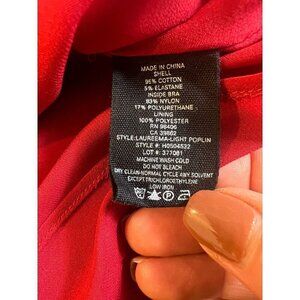 MADE IN CHINA
SHELL
95% COTTON
5% ELASTANE
INSIDE BRA
83% NYLON
17% POLYURETHANE
LINING
100% POLYESTER
RN 98406
CA 39862
STYLE:LAUREEMA-LIGHT POPLIN
STYLE # H0504532
LOT # 377081
MACHINE WASH COLD
DO NOT BLEACH
DRY CLEAN-NORMAL CYCLE ANY SOLVENT
EXCEPT TRICHLOROETHYLENE
LOW IRON